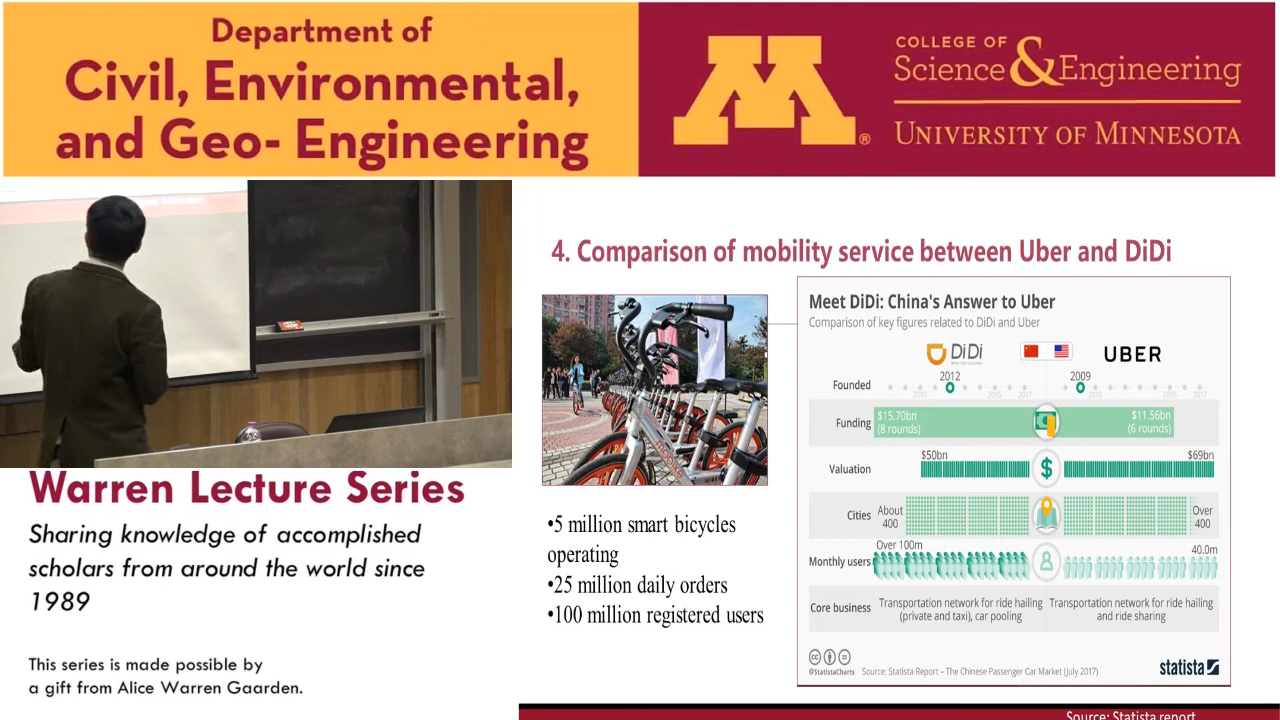 Department of
Civil, Environmental,
and Geo- Engineering
M®
COLLEGE OF
Science & Engineering
UNIVERSITY OF MINNESOTA
Warren Lecture Series
Sharing knowledge of accomplished
scholars from around the world since
1989
This series is made possible by
a gift from Alice Warren Gaarden.
4. Comparison of mobility service between Uber and DiDi
•5 million smart bicycles
operating
•25 million daily orders
•100 million registered users
Meet DiDi: China's Answer to Uber
Comparison of key figures related to DiDi and Uber
DiDi
UBER
Founded
2012
2009
2010
2015
2017
2010
2015
2017
Funding
$15.70bn
(8 rounds)
$11.56bn
(6 rounds)
Valuation
$50bn
$
$69bn
Cities
About
400
Over
400
Monthly users
Over 100m
40.0m
Core business
Transportation network for ride hailing
(private and taxi), car pooling
Transportation network for ride hailing
and ride sharing
cc
@StatistaCharts Source: Statista Report – The Chinese Passenger Car Market (July 2017)
statista
Source: Statista report